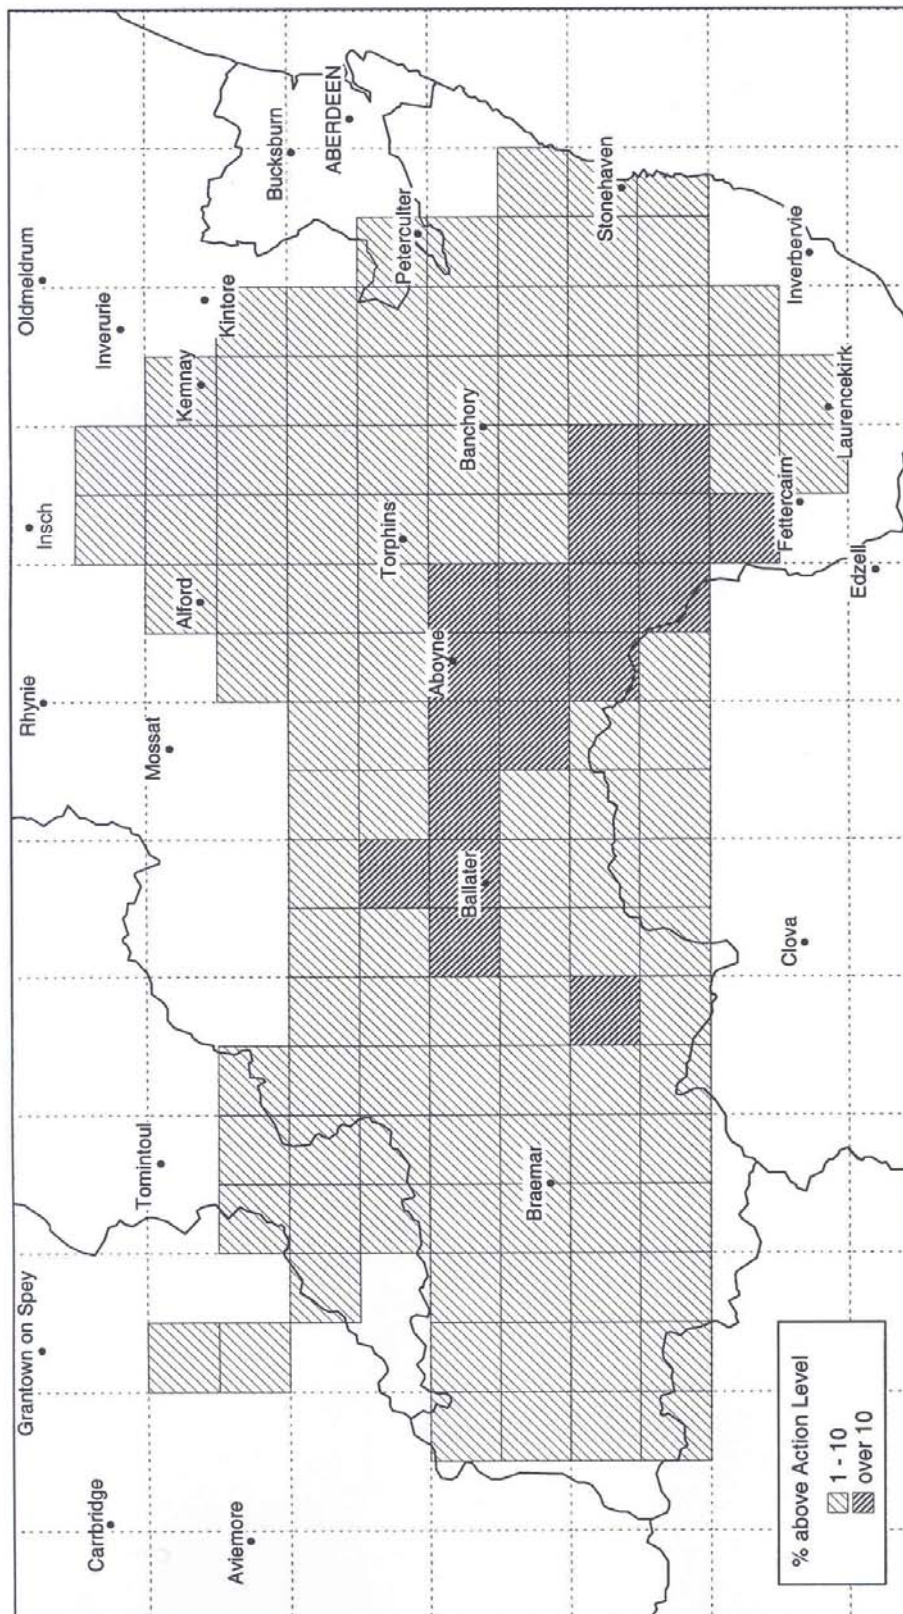 Grantown on Spey
Carrbridge
Aviemore
Tomintoul
Rhynie
Mossat
Insch
Alford
Oldmeldrum
Inverurie
Kemnay
Kintore
Bucksburn
ABERDEEN
Peterculter
Torphins
Banchory
Aboyne
Ballater
Braemar
Stonehaven
Inverbervie
Fettercairn
Laurencekirk
Edzell
Clova
% above Action Level
1 - 10
over 10